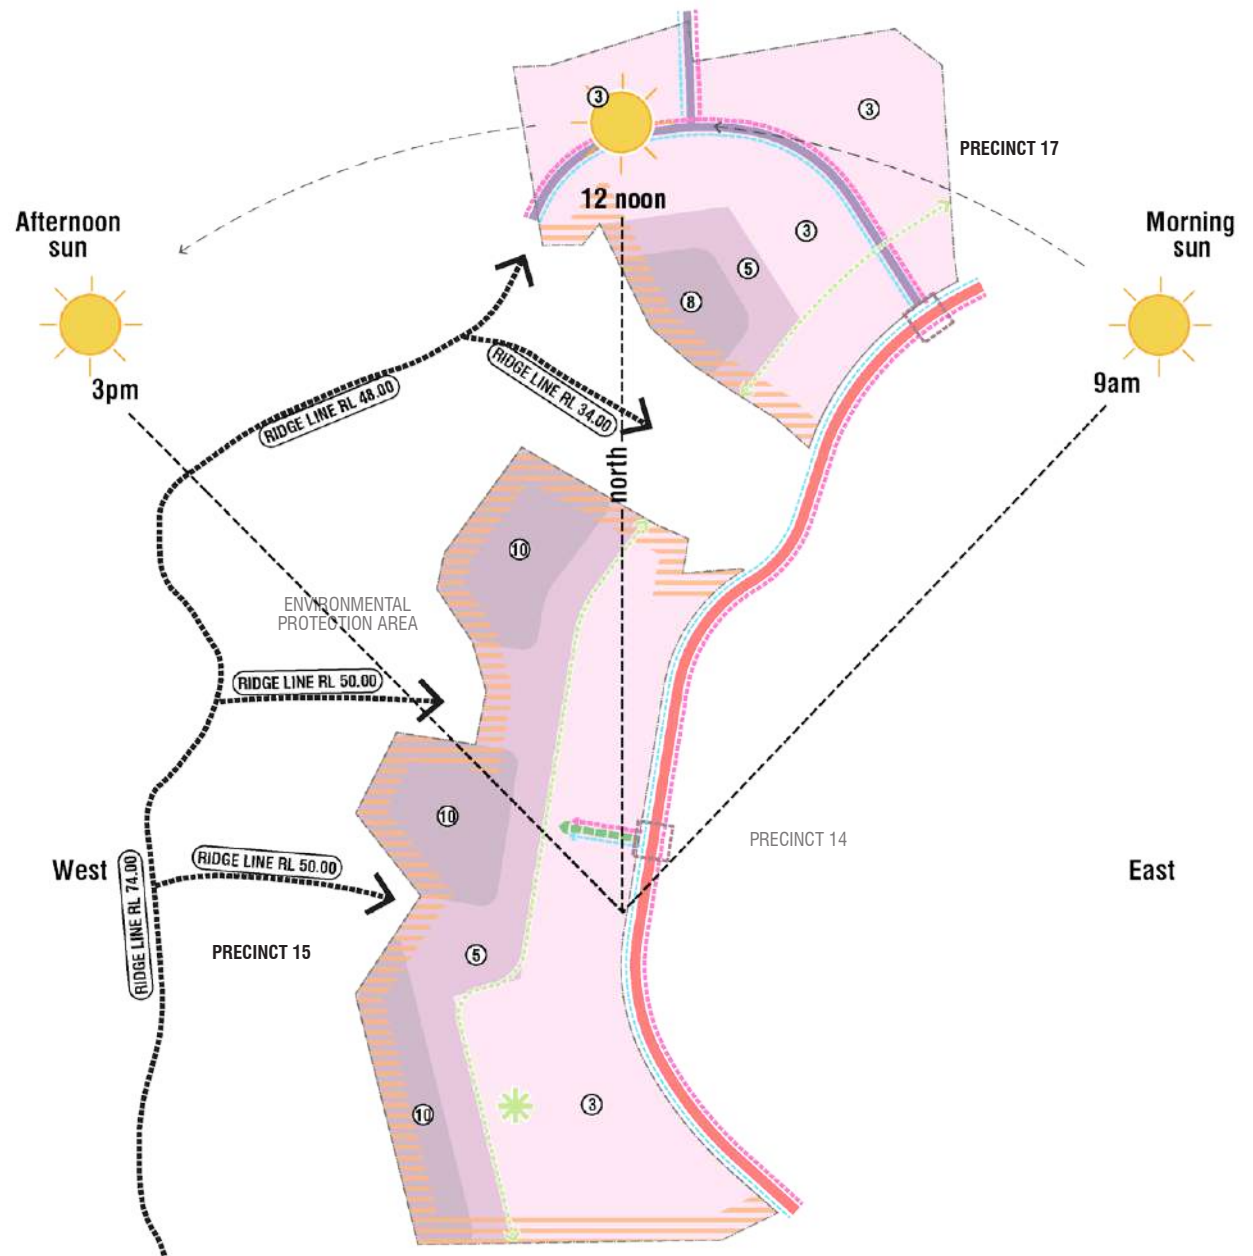 3
3
PRECINCT 17
12 noon
Afternoon
sun
Morning
sun
3
5
8
3pm
9am
RIDGE LINE RL 48.00
RIDGE LINE RL 34.00
north
10
ENVIRONMENTAL
PROTECTION AREA
RIDGE LINE RL 50.00
10
PRECINCT 14
RIDGE LINE RL 50.00
West
East
RIDGE LINE RL 74.00
PRECINCT 15
5
10
3